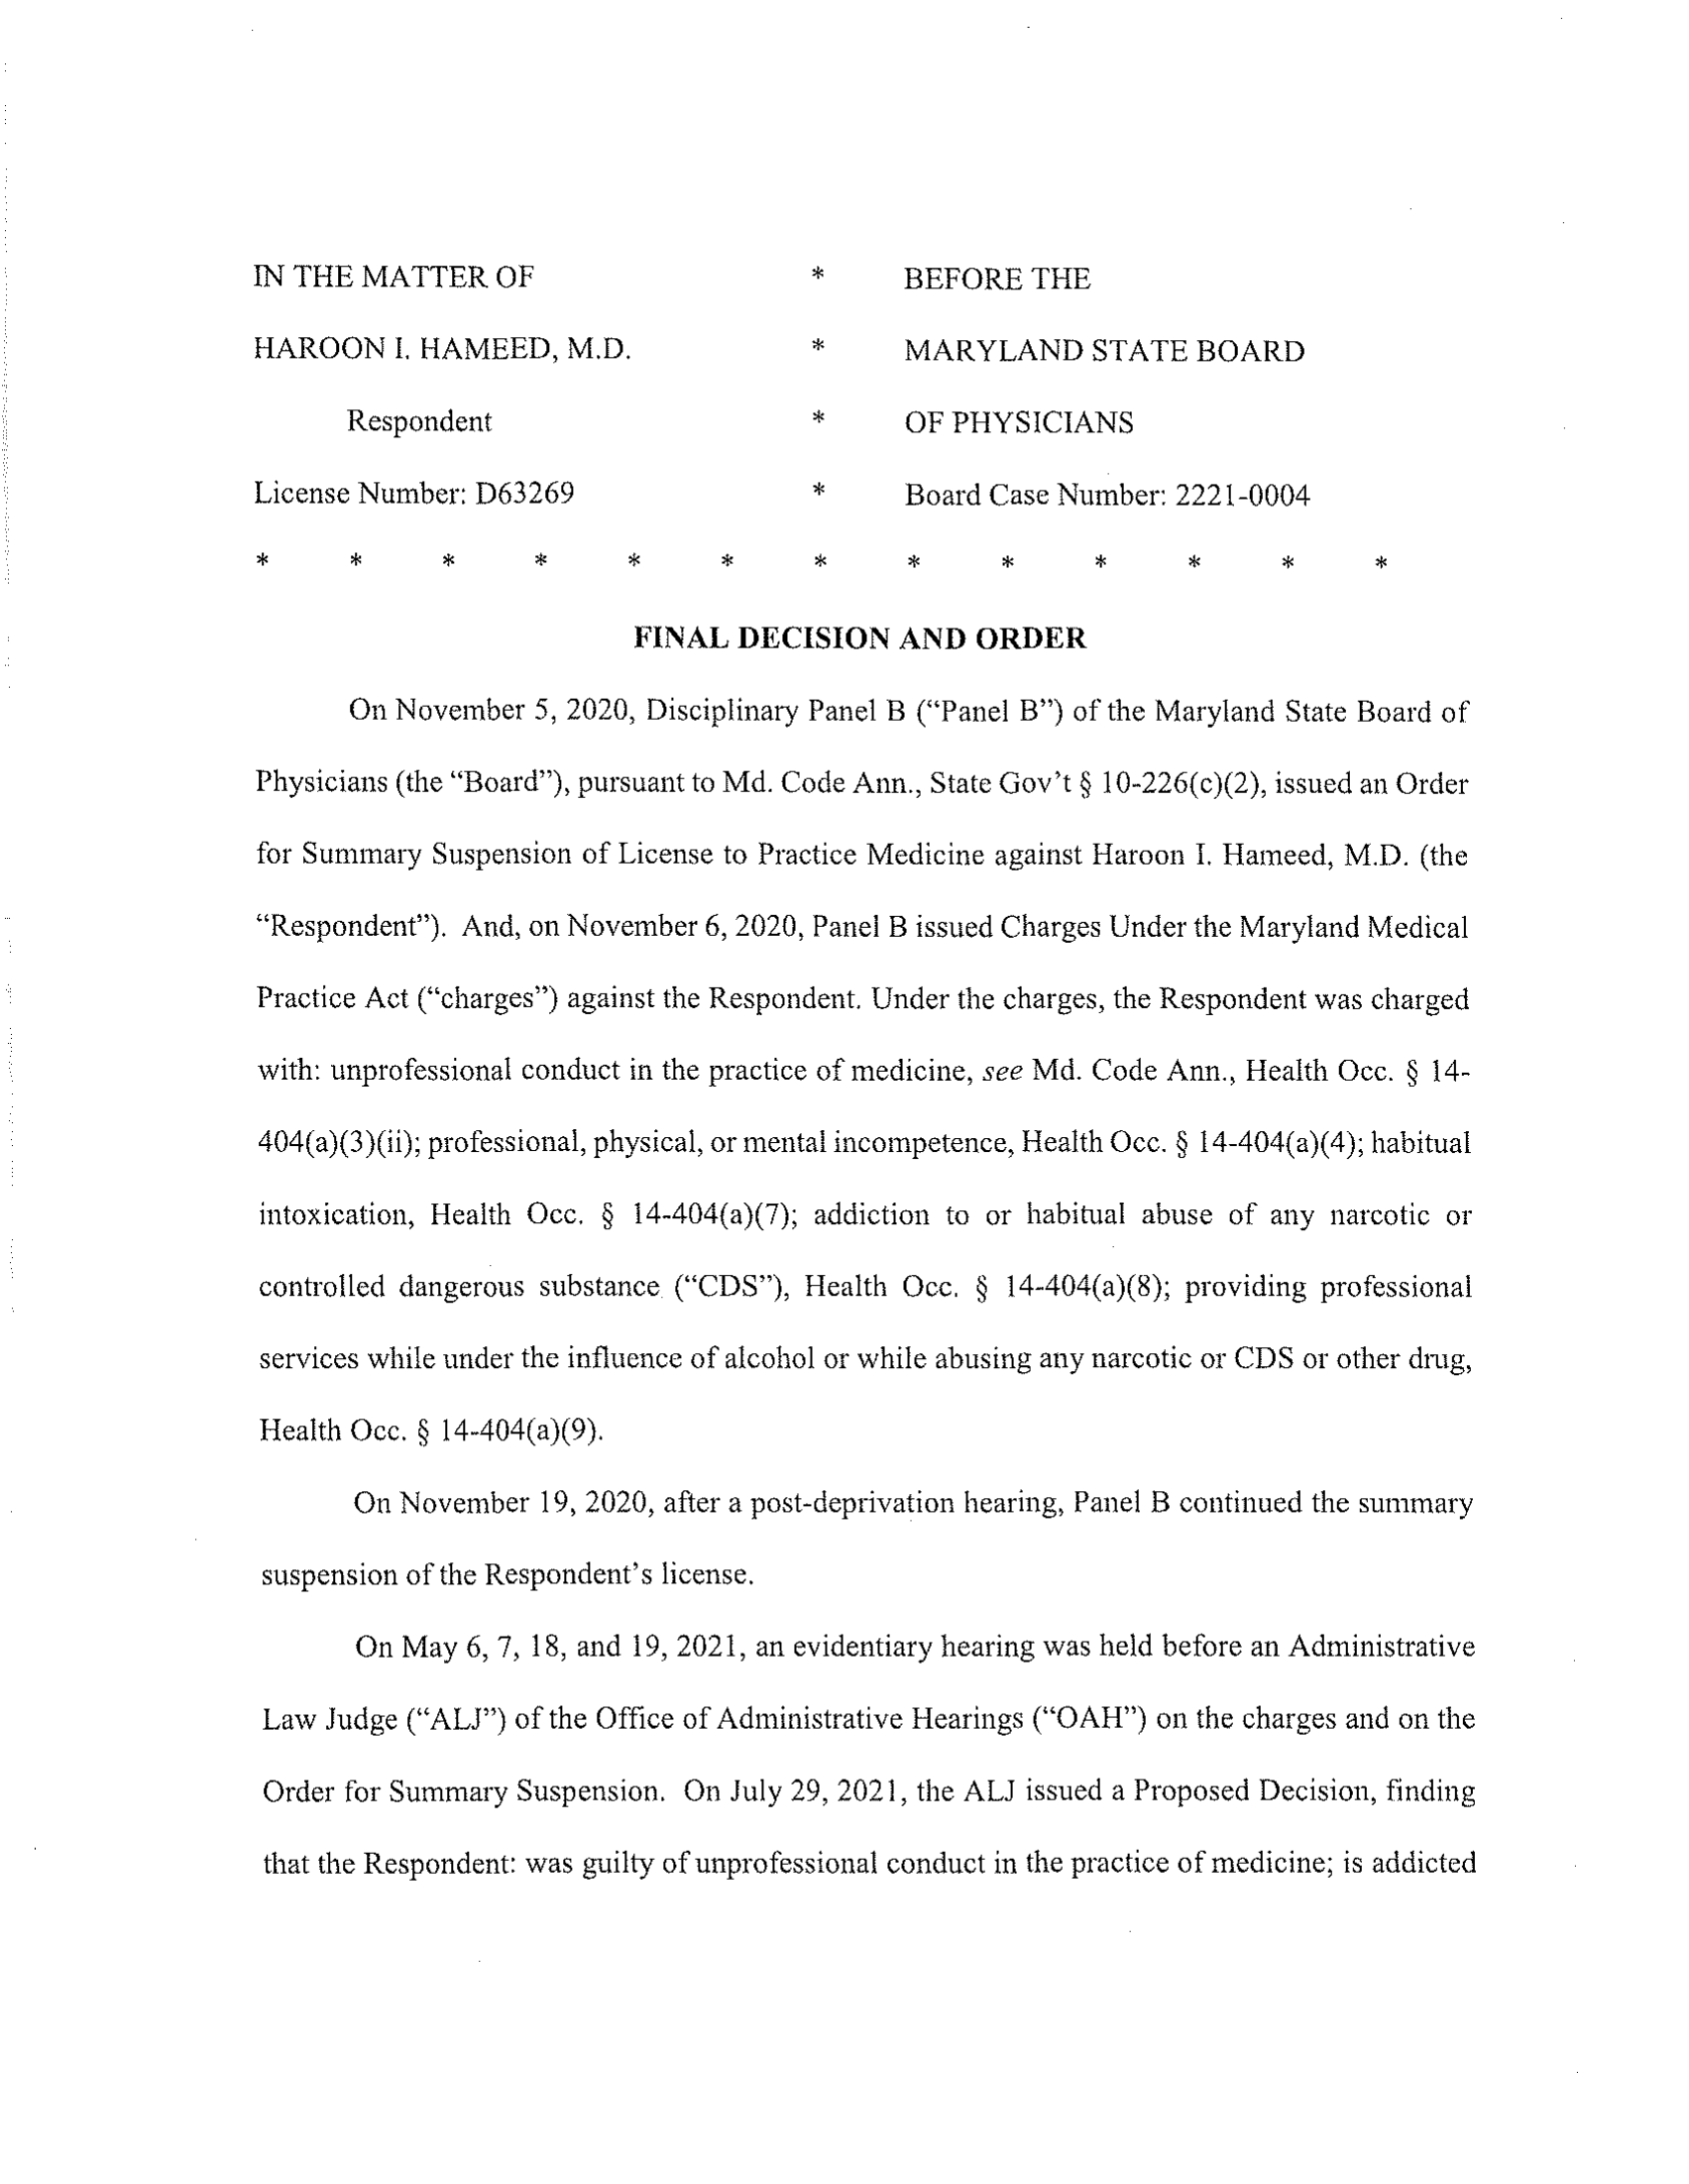 IN THE MATTER OF * BEFORE THE
HAROON I. HAMEED, M.D. * MARYLAND STATE BOARD
Respondent * OF PHYSICIANS
License Number: D63269 * Board Case Number: 2221-0004
* * * * * * * * * * * * *
FINAL DECISION AND ORDER
On November 5, 2020, Disciplinary Panel B (“Panel B”) of the Maryland State Board of
Physicians (the “Board”), pursuant to Md. Code Ann., State Gov’t § 10-226(c)(2), issued an Order
for Summary Suspension of License to Practice Medicine against Haroon I. Hameed, M.D. (the
“Respondent”). And, on November 6, 2020, Panel B issued Charges Under the Maryland Medical
Practice Act (“charges”) against the Respondent. Under the charges, the Respondent was charged
with: unprofessional conduct in the practice of medicine, see Md. Code Ann., Health Occ. § 14-
404(a)(3)(ii); professional, physical, or mental incompetence, Health Occ. § 14-404(a)(4); habitual
intoxication, Health Occ. § 14-404(a)(7); addiction to or habitual abuse of any narcotic or
controlled dangerous substance (“CDS”), Health Occ. § 14-404(a)(8); providing professional
services while under the influence of alcohol or while abusing any narcotic or CDS or other drug,
Health Occ. § 14-404(a)(9).
On November 19, 2020, after a post-deprivation hearing, Panel B continued the summary
suspension of the Respondent’s license.
On May 6, 7, 18, and 19, 2021, an evidentiary hearing was held before an Administrative
Law Judge (“ALJ”) of the Office of Administrative Hearings (“OAH”) on the charges and on the
Order for Summary Suspension. On July 29, 2021, the ALJ issued a Proposed Decision, finding
that the Respondent: was guilty of unprofessional conduct in the practice of medicine; is addicted